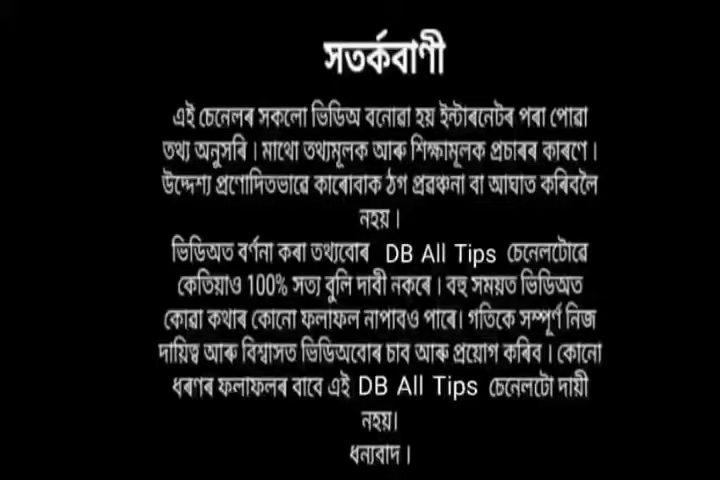 সতৰ্কবাণী
এই চেনেলৰ সকলো ভিডিঅ বনোৱা হয় ইন্টাৰনেটৰ পৰা পোৱা
তথ্য অনুসৰি । মাথো তথ্যমূলক আৰু শিক্ষামূলক প্ৰচাৰৰ কাৰণে ।
উদ্দেশ্য প্ৰণোদিতভাৱে কাৰোবাক ঠগ প্ৰৱঞ্চনা বা আঘাত কৰিবলৈ
নহয় ।
ভিডিঅত বৰ্ণনা কৰা তথ্যবোৰ DB All Tips চেনেলটোৱে
কেতিয়াও 100% সত্য বুলি দাবী নকৰে । বহু সময়ত ভিডিঅত
কোৱা কথাৰ কোনো ফলাফল নাপাবও পাৰে। গতিকে সম্পূৰ্ণ নিজ
দায়িত্ব আৰু বিশ্বাসত ভিডিঅবোৰ চাব আৰু প্ৰয়োগ কৰিব । কোনো
ধৰণৰ ফলাফলৰ বাবে এই DB All Tips চেনেলটো দায়ী
নহয়।
ধন্যবাদ ।